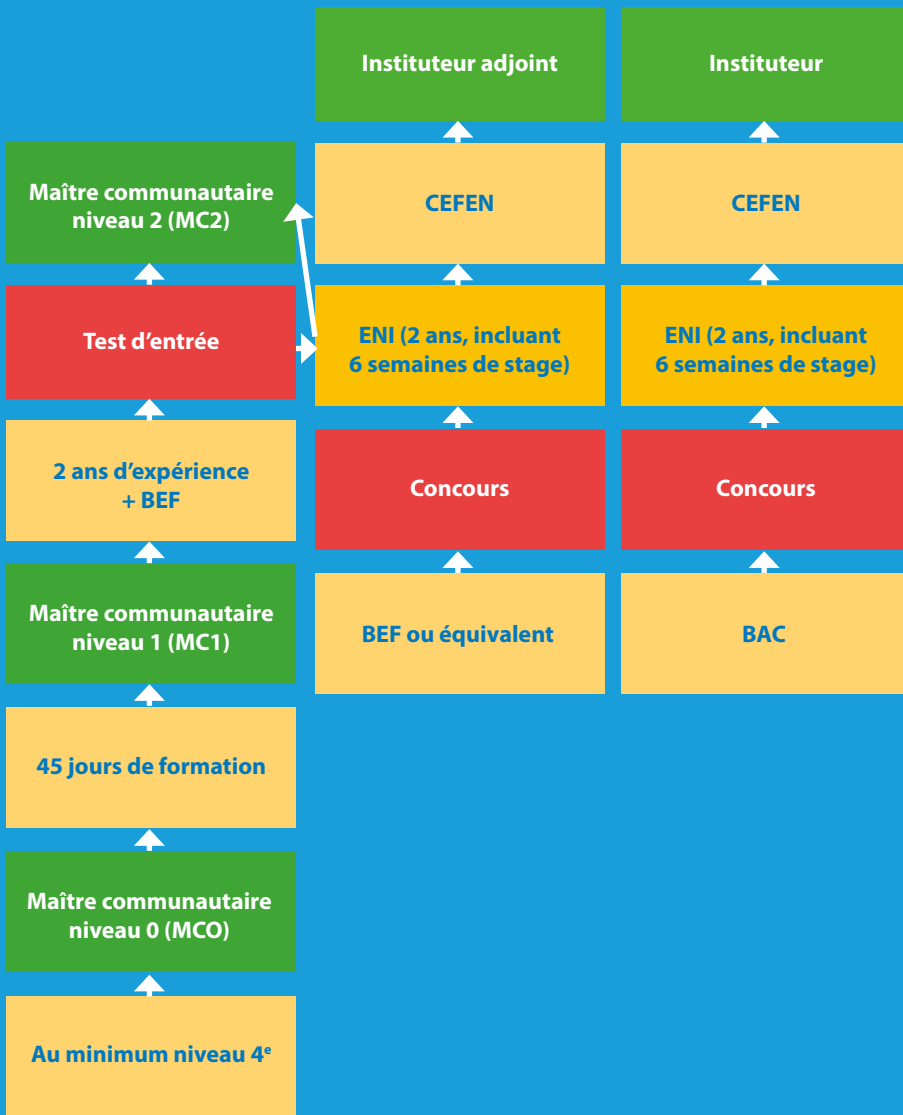 Instituteur adjoint
Instituteur
Maître communautaire
niveau 2 (MC2)
CEFEN
CEFEN
Test d’entrée
ENI (2 ans, incluant
6 semaines de stage)
ENI (2 ans, incluant
6 semaines de stage)
2 ans d’expérience
+ BEF
Concours
Concours
Maître communautaire
niveau 1 (MC1)
BEF ou équivalent
BAC
45 jours de formation
Maître communautaire
niveau 0 (MCO)
Au minimum niveau 4ᵉ